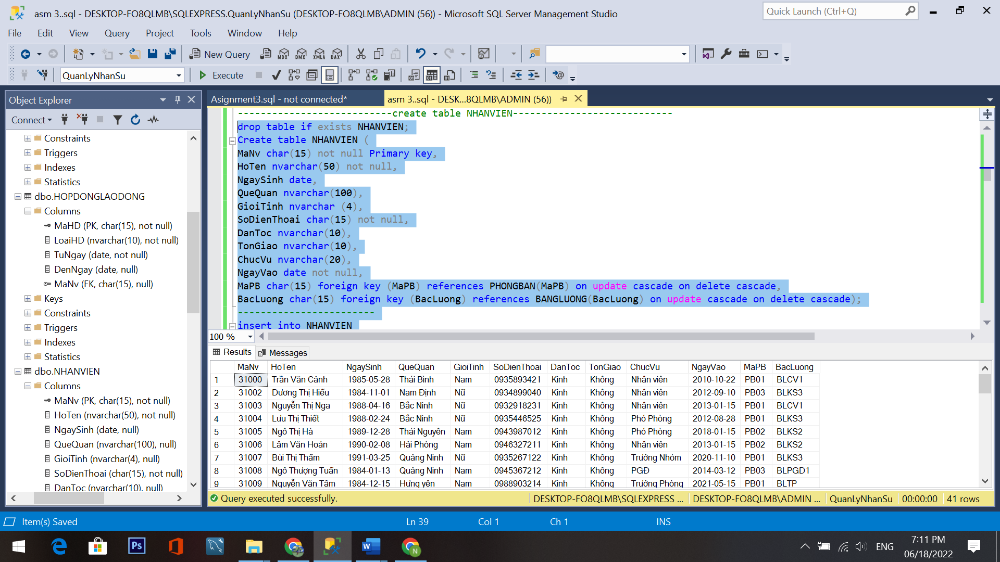 asm 3..sql - DESKTOP-FO8QLMB\SQLEXPRESS.QuanLyNhanSu (DESKTOP-FO8QLMB\ADMIN (56)) - Microsoft SQL Server Management Studio
Quick Launch (Ctrl+Q)
File Edit View Query Project Tools Window Help
New Query MDX DMX XMLA DAX
QuanLyNhanSu Execute
Object Explorer
Connect
Constraints
Triggers
Indexes
Statistics
dbo.HOPDONGLAODONG
Columns
MaHD (PK, char(15), not null)
LoaiHD (nvarchar(10), not null)
TuNgay (date, not null)
DenNgay (date, null)
MaNv (FK, char(15), null)
Keys
Constraints
Triggers
Indexes
Statistics
dbo.NHANVIEN
Columns
MaNv (PK, char(15), not null)
HoTen (nvarchar(50), not null)
NgaySinh (date, null)
QueQuan (nvarchar(100), null)
GioiTinh (nvarchar(4), null)
SoDienThoai (char(15), not null)
DanToc (nvarchar(10), null)
Asignment3.sql - not connected*
asm 3..sql - DESK...8QLMB\ADMIN (56))
---------------------------create table NHANVIEN----------------------------
drop table if exists NHANVIEN;
Create table NHANVIEN (
MaNv char(15) not null Primary key,
HoTen nvarchar(50) not null,
NgaySinh date,
QueQuan nvarchar(100),
GioiTinh nvarchar (4),
SoDienThoai char(15) not null,
DanToc nvarchar(10),
TonGiao nvarchar(10),
ChucVu nvarchar(20),
NgayVao date not null,
MaPB char(15) foreign key (MaPB) references PHONGBAN(MaPB) on update cascade on delete cascade,
BacLuong char(15) foreign key (BacLuong) references BANGLUONG(BacLuong) on update cascade on delete cascade);
------------------------
insert into NHANVIEN
100 %
Results Messages
MaNv HoTen NgaySinh QueQuan GioiTinh SoDienThoai DanToc TonGiao ChucVu NgayVao MaPB BacLuong
1 31000 Trần Văn Cảnh 1985-05-28 Thái Bình Nam 0935893421 Kinh Không Nhân viên 2010-10-22 PB01 BLCV1
2 31002 Dương Thị Hiếu 1984-11-01 Nam Định Nữ 0934899040 Kinh Không Nhân viên 2012-09-10 PB03 BLKS3
3 31003 Nguyễn Thị Nga 1988-04-16 Bắc Ninh Nữ 0932918231 Kinh Không Nhân viên 2013-01-15 PB01 BLCV1
4 31004 Lưu Thị Thiết 1988-02-24 Bắc Ninh Nữ 0935446525 Kinh Không Phó Phòng 2012-08-28 PB01 BLKS3
5 31005 Ngô Thị Hà 1989-12-28 Thái Nguyên Nam 0943987012 Kinh Không Phó Phòng 2018-01-15 PB02 BLKS2
6 31006 Lâm Văn Hoán 1990-02-08 Hải Phòng Nam 0946327211 Kinh Không Nhân viên 2013-01-15 PB02 BLKS2
7 31007 Bùi Thị Thắm 1991-03-25 Quảng Ninh Nữ 0935267122 Kinh Không Trưởng Nhóm 2020-11-10 PB01 BLKS3
8 31008 Ngô Thượng Tuấn 1984-01-13 Quảng Ninh Nam 0945367212 Kinh Không PGĐ 2014-03-12 PB03 BLPGD1
9 31009 Nguyễn Văn Tâm 1984-12-15 Hưng yên Nam 0988903214 Kinh Không Trưởng Phòng 2021-05-15 PB01 BLTP
Query executed successfully. DESKTOP-FO8QLMB\SQLEXPRESS ... DESKTOP-FO8QLMB\ADMIN ... QuanLyNhanSu 00:00:00 41 rows
Item(s) Saved Ln 39 Col 1 Ch 1 INS
Ps W N ENG
7:11 PM
06/18/2022